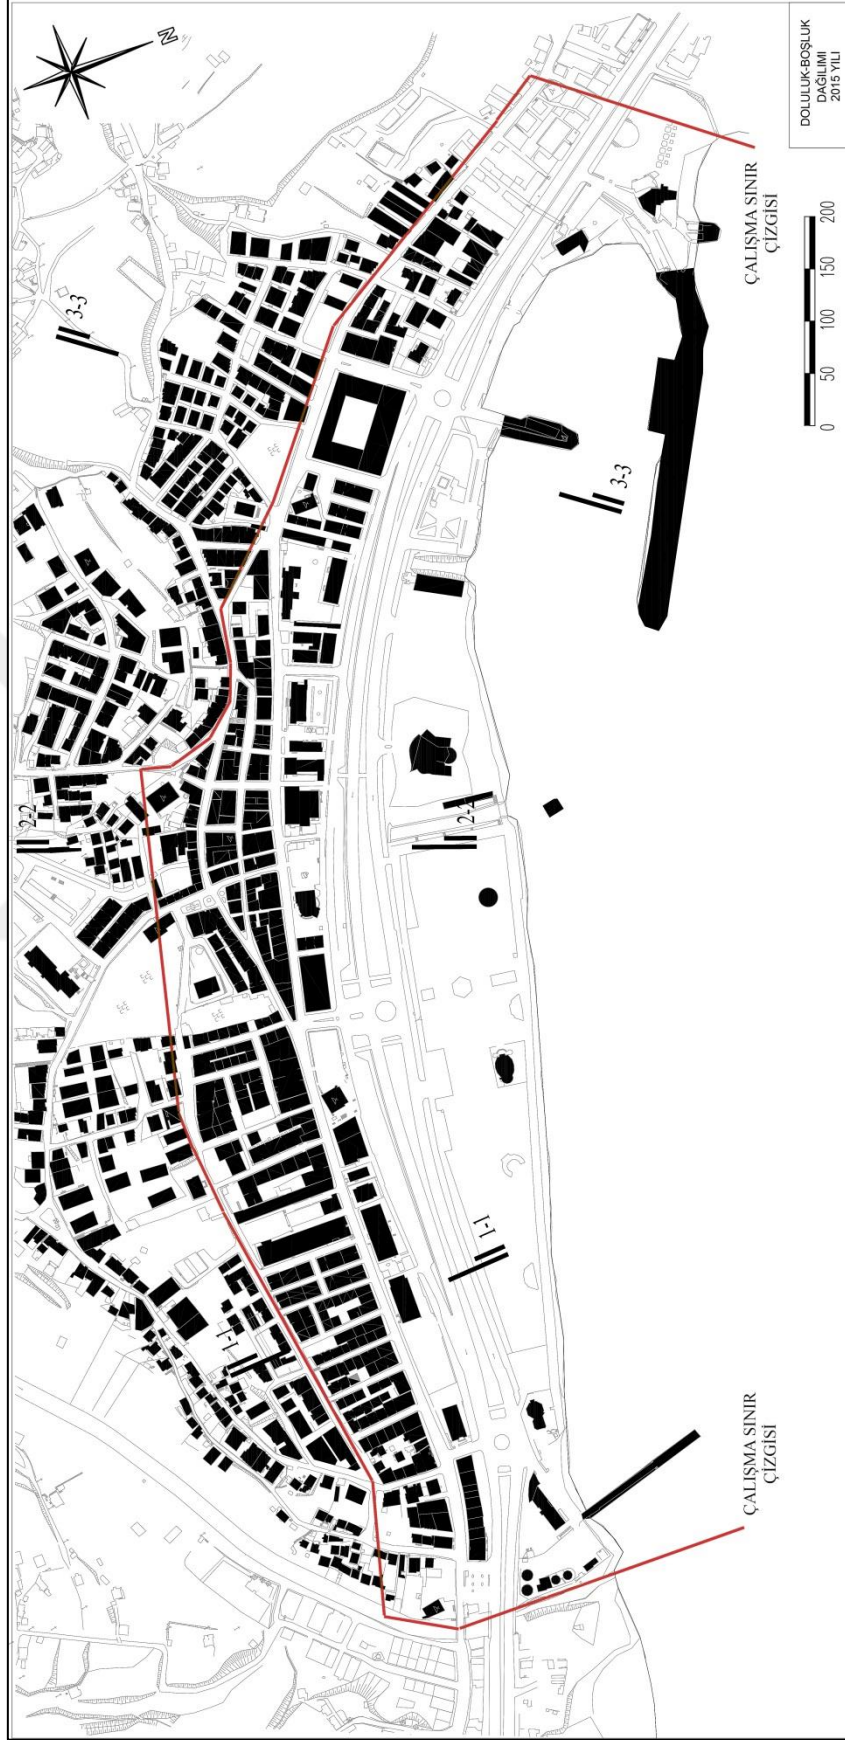 N
DOLULUK-BOŞLUK
DAĞILIMI
2015 YILI
ÇALIŞMA SINIR
ÇİZGİSİ
0 50 100 150 200
3-3
3-3
2-2
2-2
1-1
1-1
ÇALIŞMA SINIR
ÇİZGİSİ